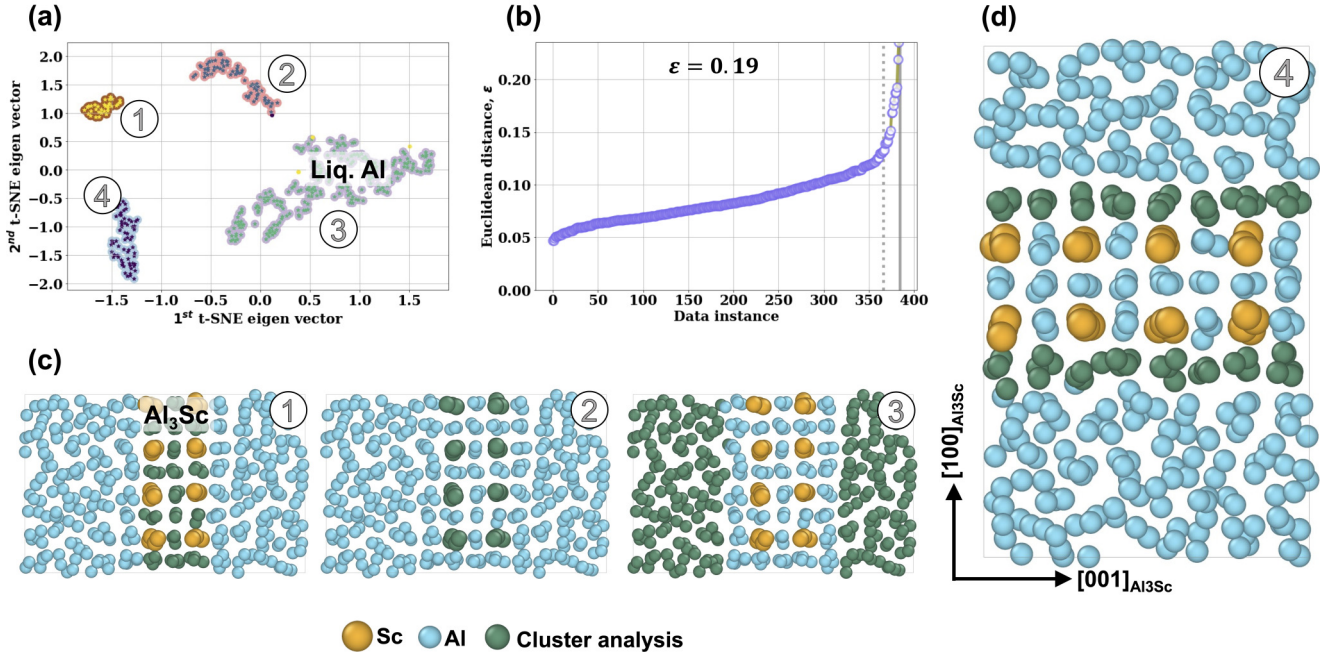 (a)
2nd t-SNE eigen vector
2.0
1.5
1.0
0.5
0.0
−0.5
−1.0
−1.5
−2.0
1
2
3
4
Liq. Al
−1.5 −1.0 −0.5 0.0 0.5 1.0 1.5
1st t-SNE eigen vector
(b)
Euclidean distance, ε
0.20
0.15
0.10
0.05
0.00
ε = 0.19
0 50 100 150 200 250 300 350 400
Data instance
(c)
Al3Sc
1
2
3
(d)
4
[100]Al3Sc
[001]Al3Sc
Sc Al Cluster analysis